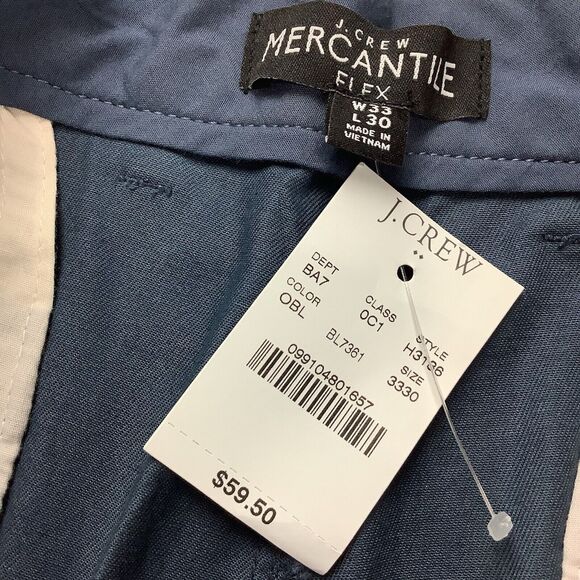 J.CREW
MERCANTILE
FLEX
W33
L 30
MADE IN
VIETNAM
J.CREW
DEPT CLASS STYLE
BA7 0C1 H3136
COLOR SIZE
OBL BL7361 3330
099104801657
$59.50